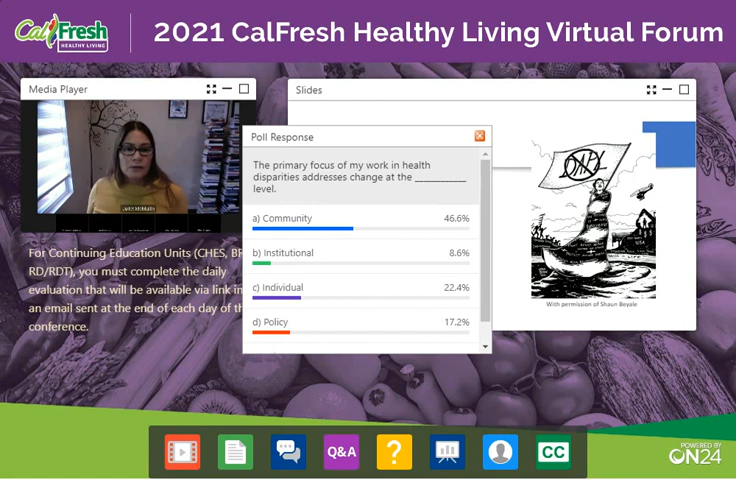 CalFresh
HEALTHY LIVING
2021 CalFresh Healthy Living Virtual Forum
Media Player
Slides
Poll Response
The primary focus of my work in health
disparities addresses change at the ___________
level.
a) Community 46.6%
b) Institutional 8.6%
c) Individual 22.4%
d) Policy 17.2%
For Continuing Education Units (CHES,
RD/RDT), you must complete the daily
evaluation that will be available via link in
an email sent at the end of each day of
conference.
USA
With permission of Shaun Beyale
Q&A
?
CC
POWERED BY
ON24